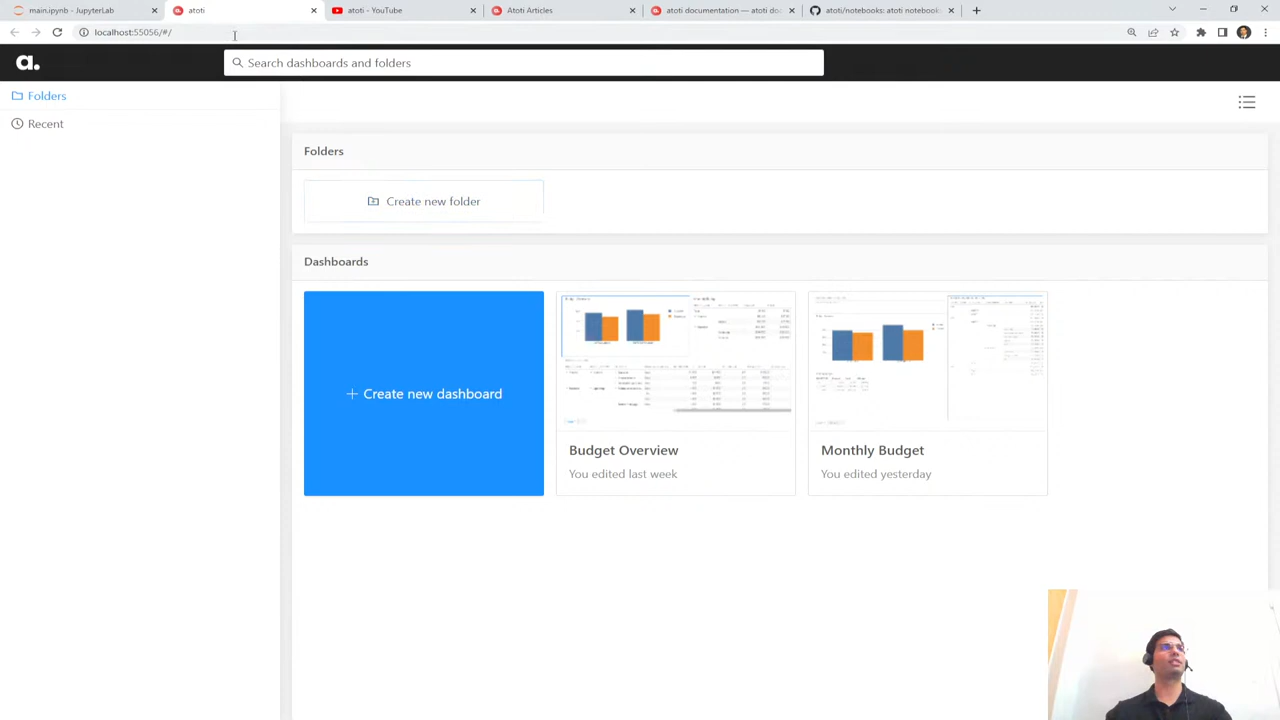 main.ipynb - JupyterLab
atoti
atoti - YouTube
Atoti Articles
atoti documentation — atoti doc
atoti/notebooks: atoti notebook
localhost:55056/#/
a.
Search dashboards and folders
Folders
Recent
Folders
Create new folder
Dashboards
+ Create new dashboard
Budget Overview
You edited last week
Monthly Budget
You edited yesterday